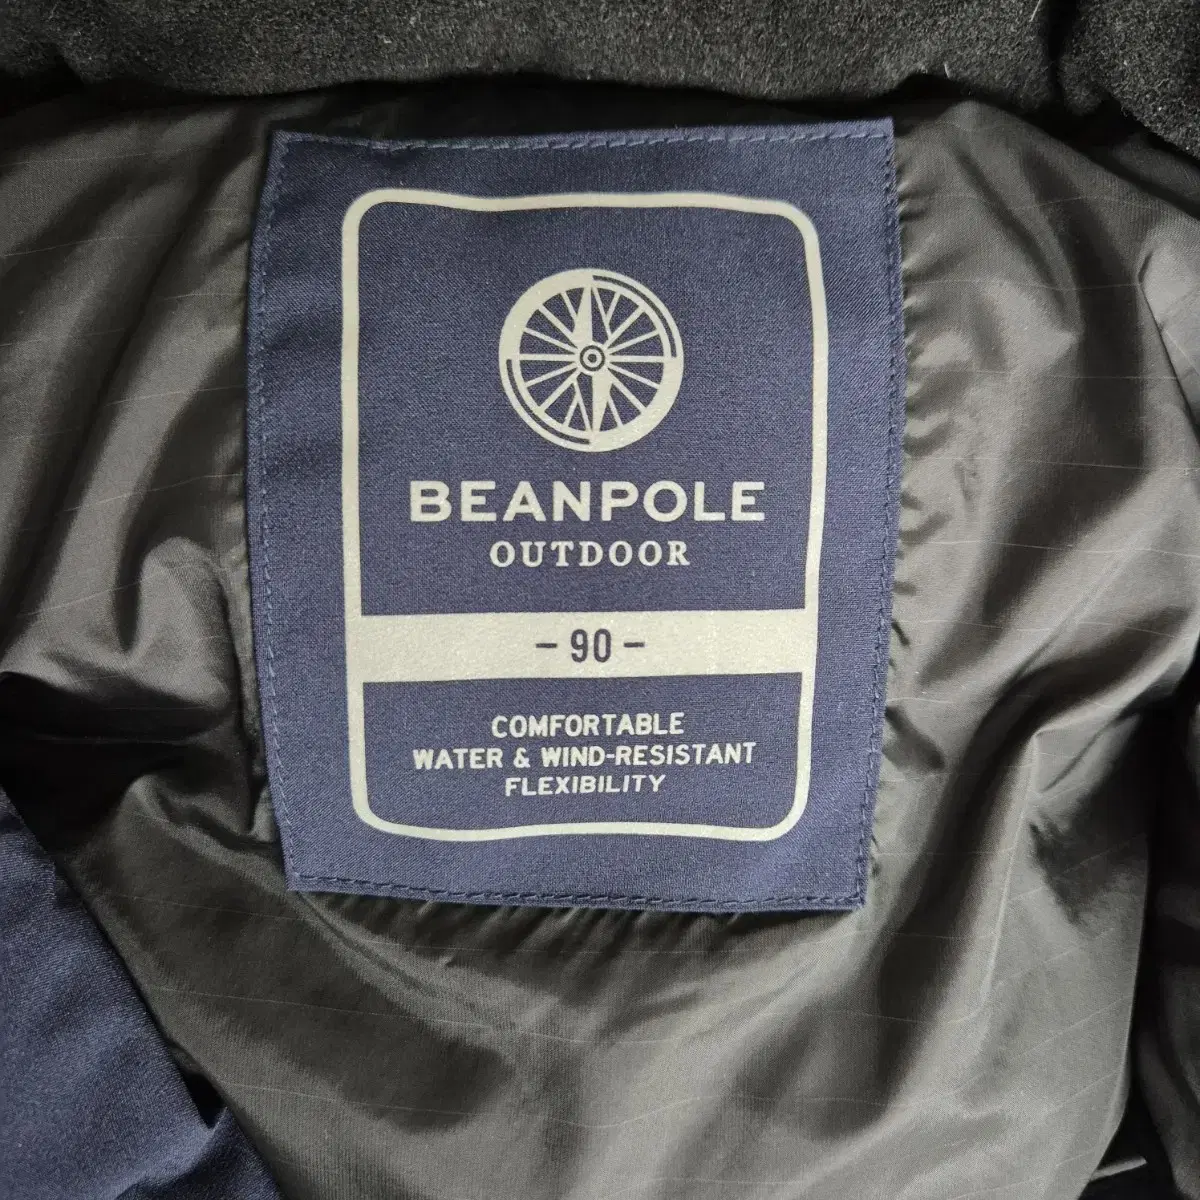 BEANPOLE
OUTDOOR
- 90 -
COMFORTABLE
WATER & WIND-RESISTANT
FLEXIBILITY